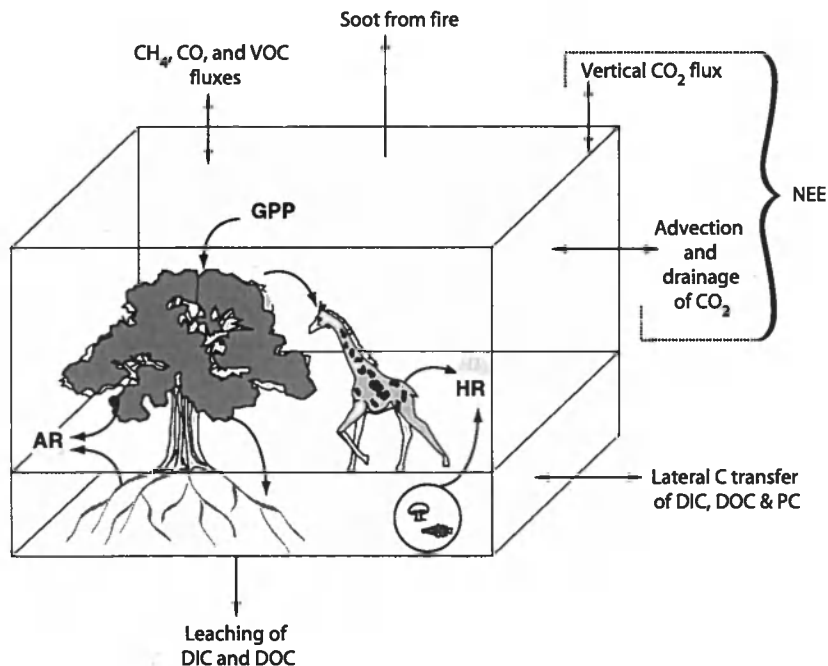 Soot from fire
CH₄, CO, and VOC
fluxes
Vertical CO₂ flux
NEE
GPP
Advection
and
drainage
of CO₂
HR
AR
Lateral C transfer
of DIC, DOC & PC
Leaching of
DIC and DOC